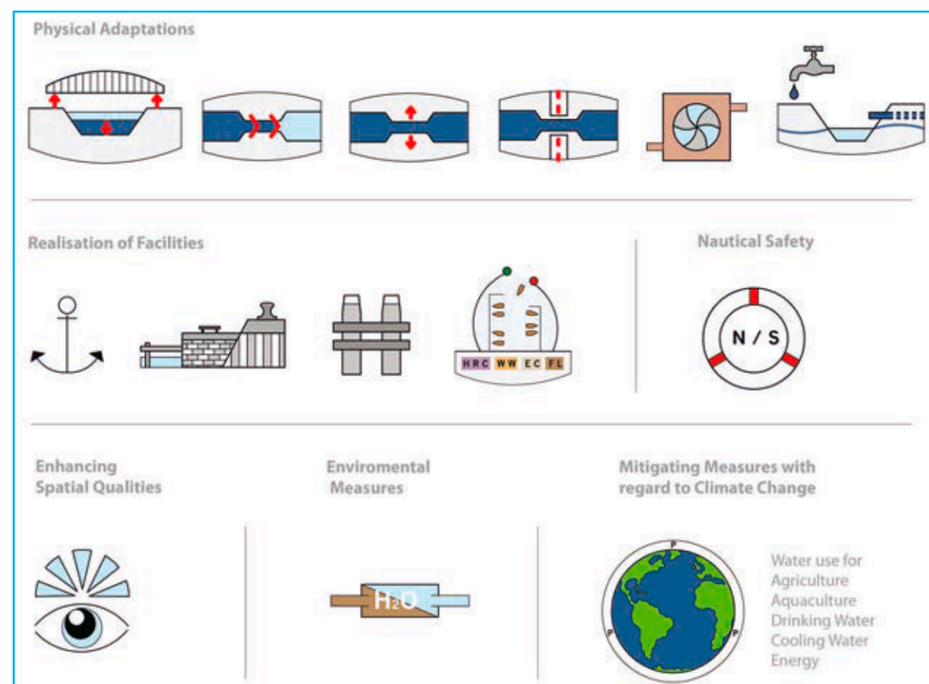 Physical Adaptations
Realisation of Facilities
Nautical Safety
HRC WW EC FL
N / S
Enhancing
Spatial Qualities
Enviromental
Measures
Mitigating Measures with
regard to Climate Change
H₂O
P
P
P
Water use for
Agriculture
Aquaculture
Drinking Water
Cooling Water
Energy